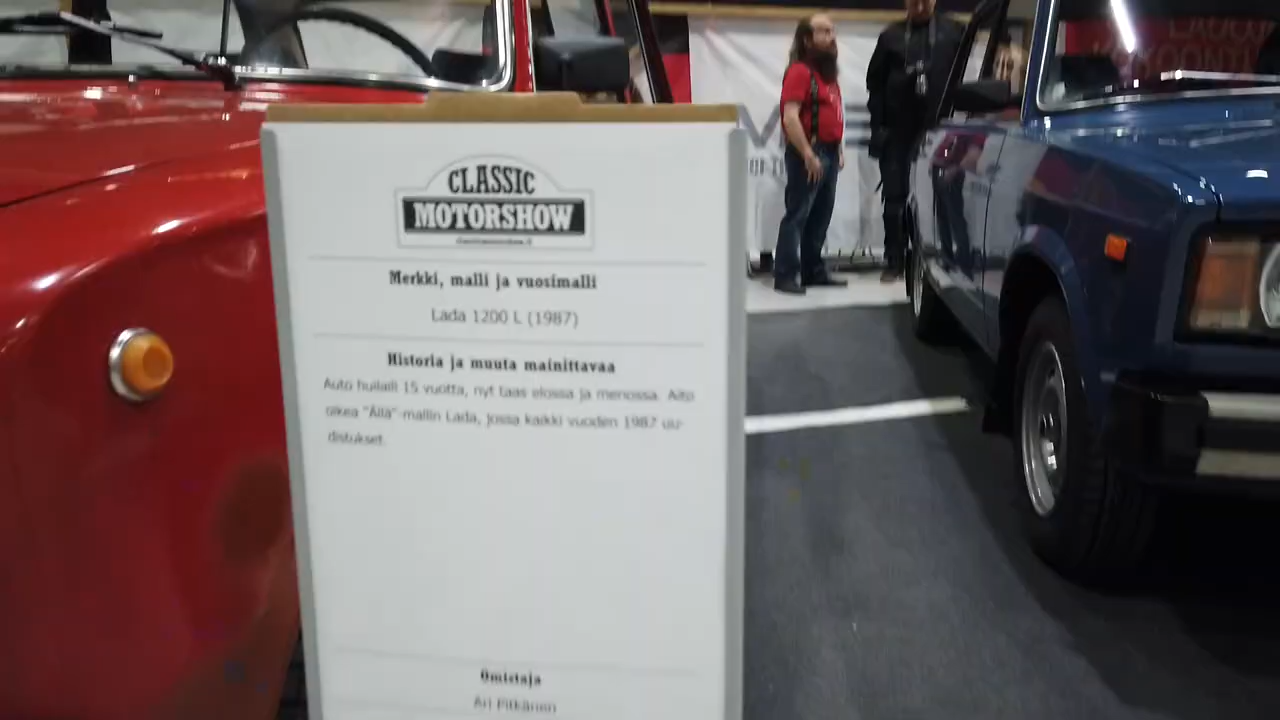 CLASSIC
MOTORSHOW
Merkki, malli ja vuosimalli
Lada 1200 L (1987)
Historia ja muuta mainittavaa
Auto huilaili 15 vuotta, nyt taas elossa ja menossa. Aito
oikea "Ällä"-mallin Lada, jossa kaikki vuoden 1987 uu-
distukset.
Omistaja
Ari Pitkänen